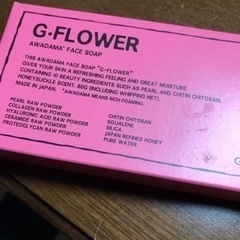 G·FLOWER
AWADAMA* FACE SOAP
THIS AWADAMA FACE SOAP "G-FLOWER"
GIVES YOUR SKIN A REFRESHING FEELING AND GREAT MOISTURE.
CONTAINING 10 BEAUTY INGREDIENTS SUCH AS PEARL AND CHITIN CHITOSAN.
HONEYSUCKLE SCENT, 80G (INCLUDING WHIPPING NET).
MADE IN JAPAN. *AWADAMA MEANS RICH FOAMING.
PEARL RAW POWDER
COLLAGEN RAW POWDER
HYALURONIC ACID RAW POWDER
CERAMIDE RAW POWDER
PROTEOGLYCAN RAW POWDER
CHITIN CHITOSAN
SQUALENE
SILICA
JAPAN REFINED HONEY
PURE WATER
G